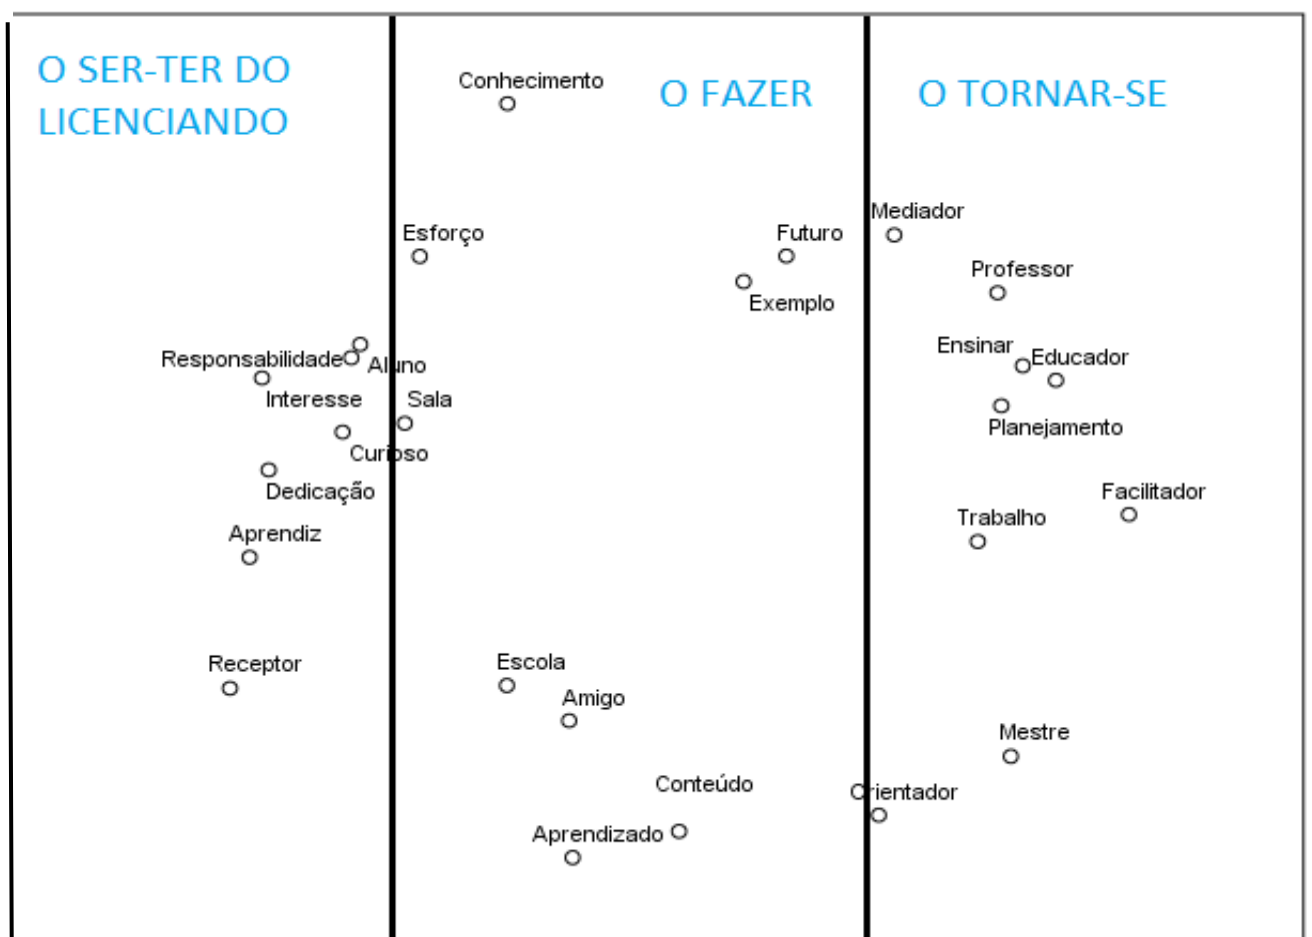 O SER-TER DO
LICENCIANDO
Conhecimento
O FAZER
O TORNAR-SE
Mediador
Esforço
Futuro
Professor
Exemplo
Ensinar
Educador
Responsabilidade
Aluno
Interesse
Sala
Planejamento
Curioso
Dedicação
Facilitador
Trabalho
Aprendiz
Receptor
Escola
Amigo
Mestre
Conteúdo
Orientador
Aprendizado